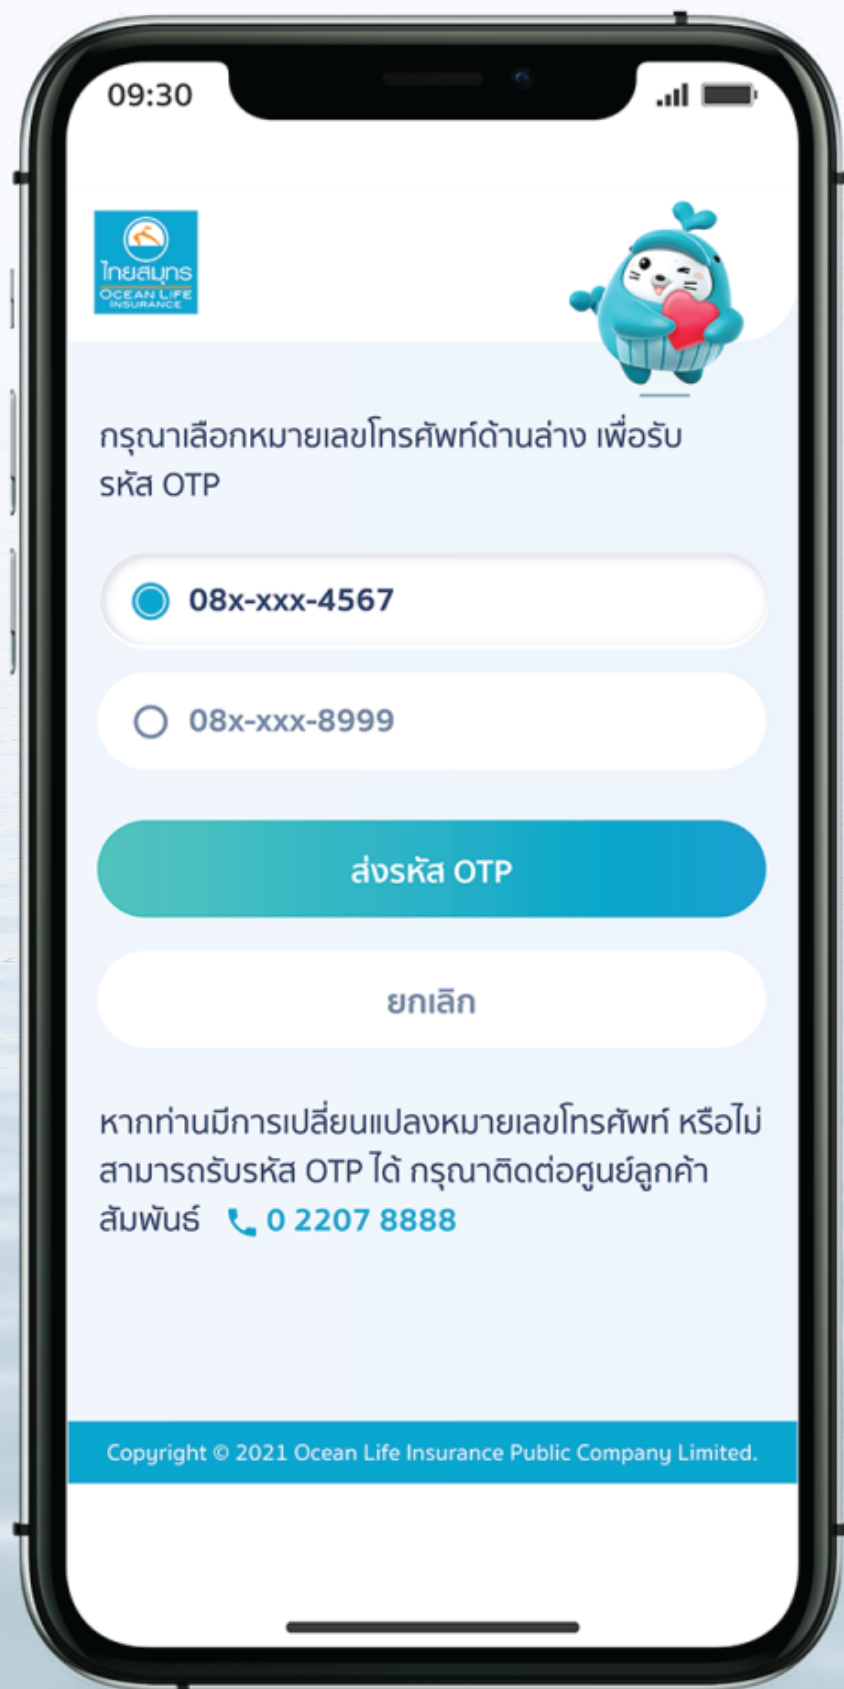 09:30
ไทยสมุทร
OCEAN LIFE
INSURANCE
กรุณาเลือกหมายเลขโทรศัพท์ด้านล่าง เพื่อรับ
รหัส OTP
08x-xxx-4567
08x-xxx-8999
ส่งรหัส OTP
ยกเลิก
หากท่านมีการเปลี่ยนแปลงหมายเลขโทรศัพท์ หรือไม่
สามารถรับรหัส OTP ได้ กรุณาติดต่อศูนย์ลูกค้า
สัมพันธ์ 0 2207 8888
Copyright © 2021 Ocean Life Insurance Public Company Limited.